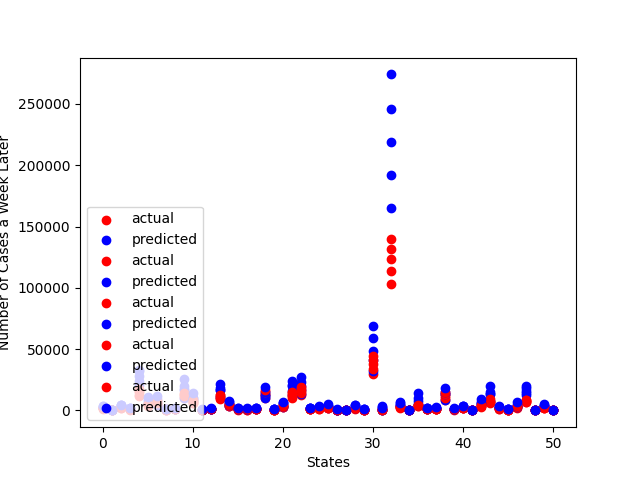 250000
200000
150000
100000
50000
0
Number of Cases a Week Later
actual
predicted
actual
predicted
actual
predicted
actual
predicted
actual
predicted
0 10 20 30 40 50
States